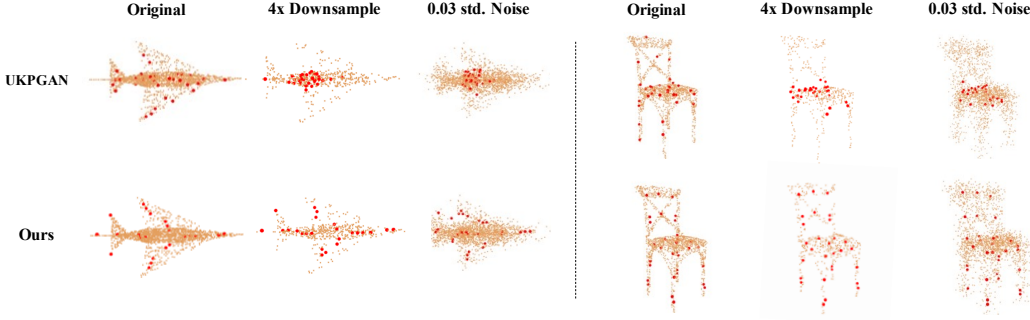 Original 4x Downsample 0.03 std. Noise Original 4x Downsample 0.03 std. Noise
UKPGAN
Ours